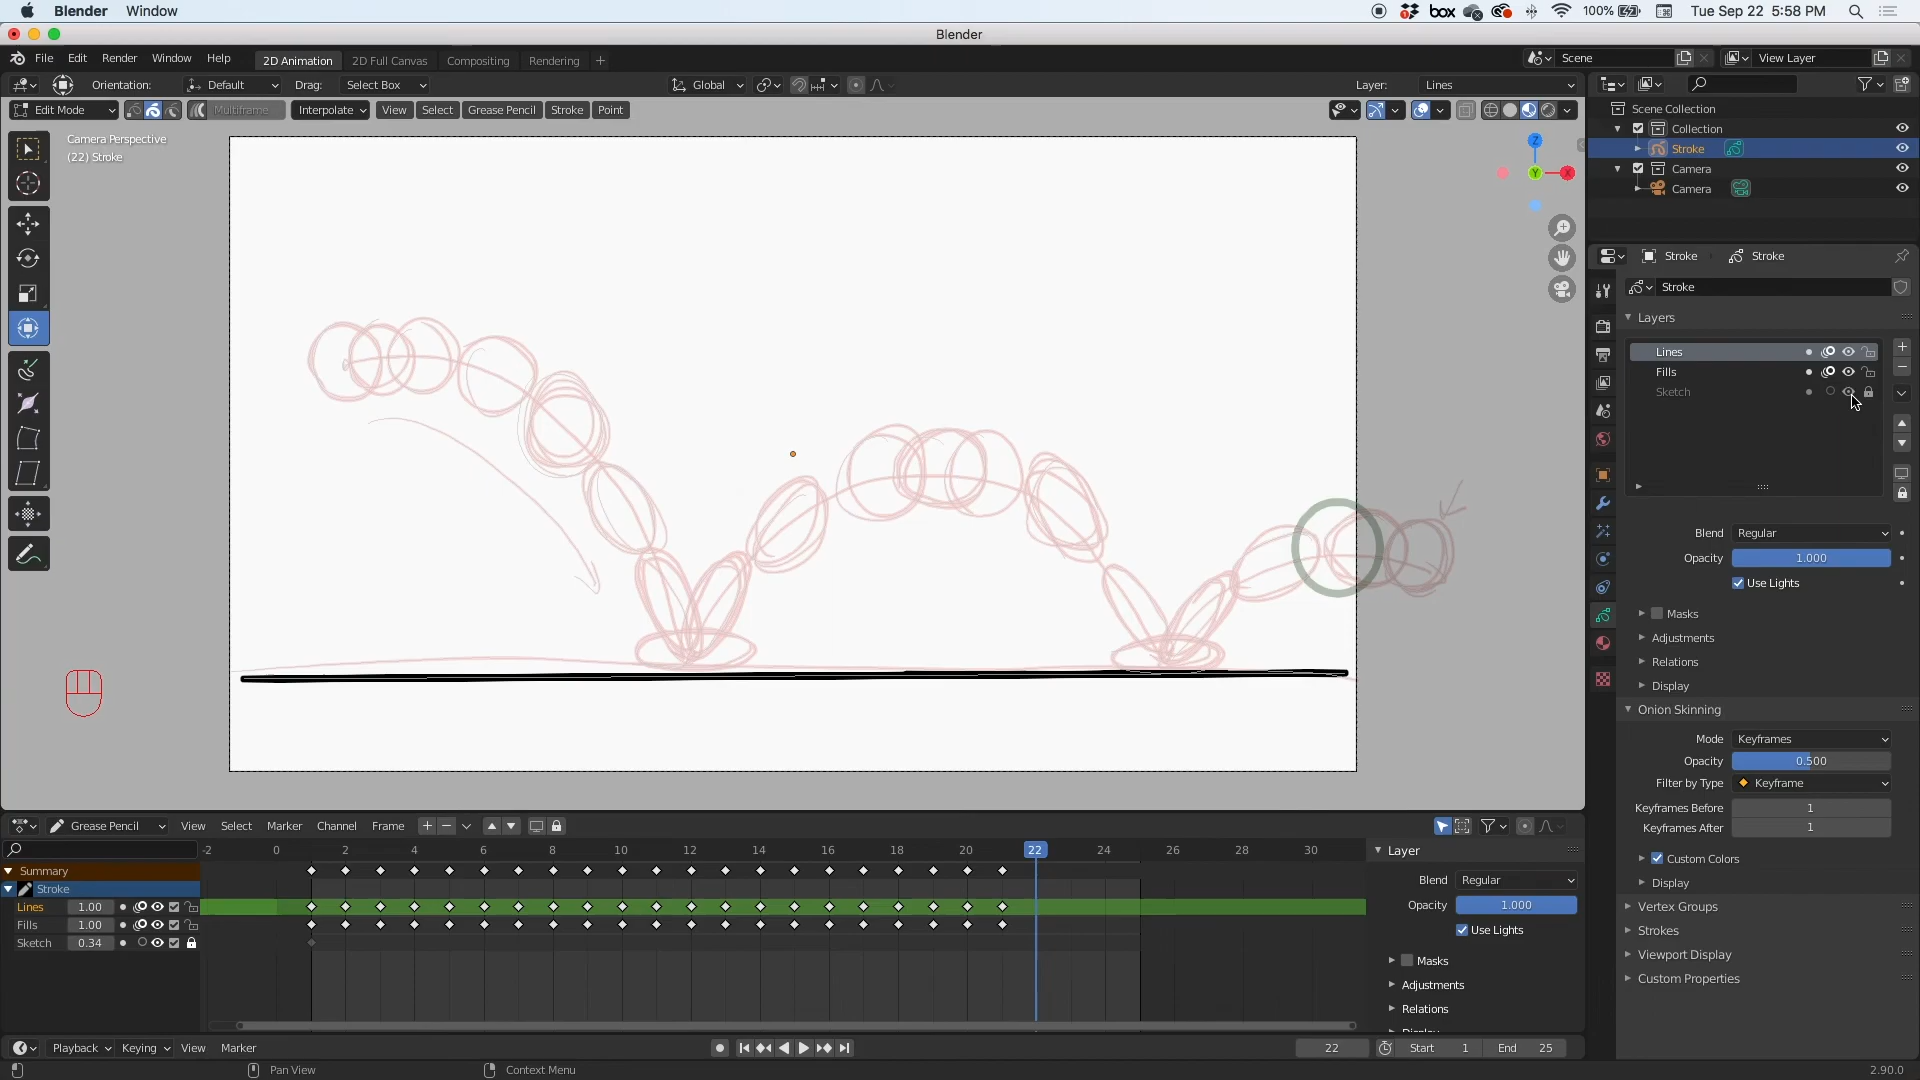 Blender Window box 100% Tue Sep 22 5:58 PM
Blender
File Edit Render Window Help 2D Animation 2D Full Canvas Compositing Rendering + Scene View Layer
Orientation: Default Drag: Select Box Global Layer: Lines
Edit Mode Multiframe Interpolate View Select Grease Pencil Stroke Point
Camera Perspective
(22) Stroke
Z
Y
X
Scene Collection
Collection
Stroke
Camera
Camera
Stroke Stroke
Stroke
Layers
Lines
Fills
Sketch
Blend Regular
Opacity 1.000
Use Lights
Masks
Adjustments
Relations
Display
Onion Skinning
Mode Keyframes
Opacity 0.500
Filter by Type Keyframe
Keyframes Before 1
Keyframes After 1
Custom Colors
Display
Vertex Groups
Strokes
Viewport Display
Custom Properties
Grease Pencil View Select Marker Channel Frame
-2 0 2 4 6 8 10 12 14 16 18 20 22 24 26 28 30
Summary
Stroke
Lines 1.00
Fills 1.00
Sketch 0.34
Layer
Blend Regular
Opacity 1.000
Use Lights
Masks
Adjustments
Relations
Playback Keying View Marker 22 Start 1 End 25
Pan View Context Menu 2.90.0